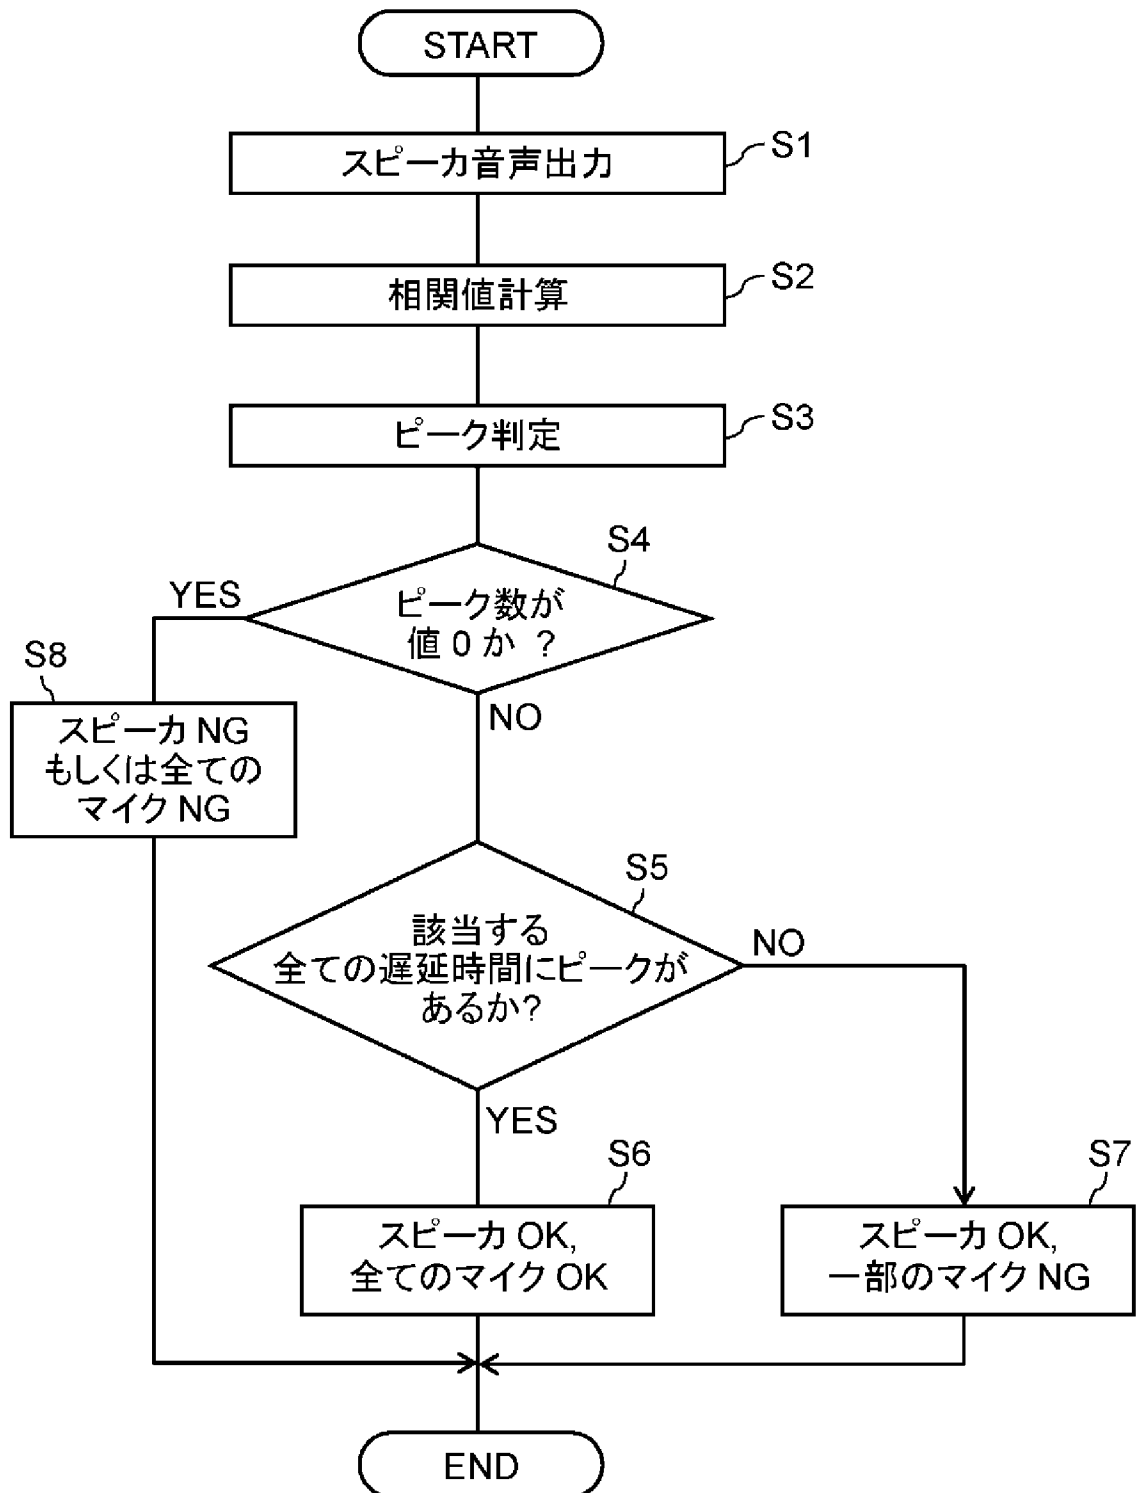 START
スピーカ音声出力
S1
相関値計算
S2
ピーク判定
S3
S4
ピーク数が
値0か ?
YES
NO
S8
スピーカ NG
もしくは全ての
マイク NG
S5
該当する
全ての遅延時間にピークが
あるか?
NO
YES
S6
スピーカ OK,
全てのマイク OK
S7
スピーカ OK,
一部のマイク NG
END